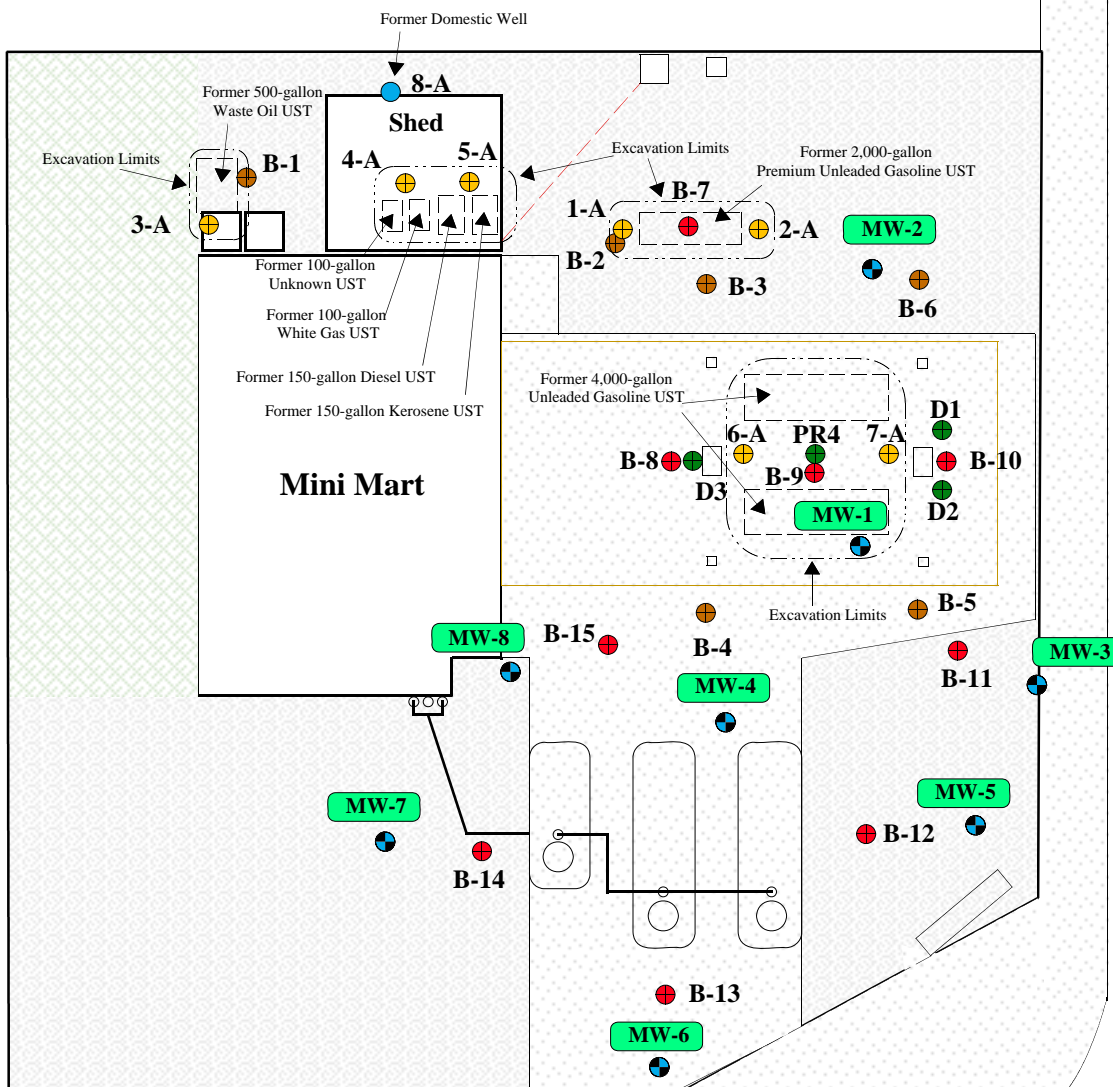 Former Domestic Well
8-A
Former 500-gallon
Waste Oil UST
Shed
Excavation Limits
B-1
4-A
5-A
Excavation Limits
Former 2,000-gallon
Premium Unleaded Gasoline UST
B-7
3-A
1-A
2-A
MW-2
B-2
B-3
B-6
Former 100-gallon
Unknown UST
Former 100-gallon
White Gas UST
Former 150-gallon Diesel UST
Former 150-gallon Kerosene UST
Former 4,000-gallon
Unleaded Gasoline UST
D1
6-A
PR4
7-A
B-8
B-9
B-10
D3
D2
Mini Mart
MW-1
Excavation Limits
B-5
MW-8
B-15
B-4
B-11
MW-3
MW-4
MW-7
MW-5
B-12
B-14
B-13
MW-6